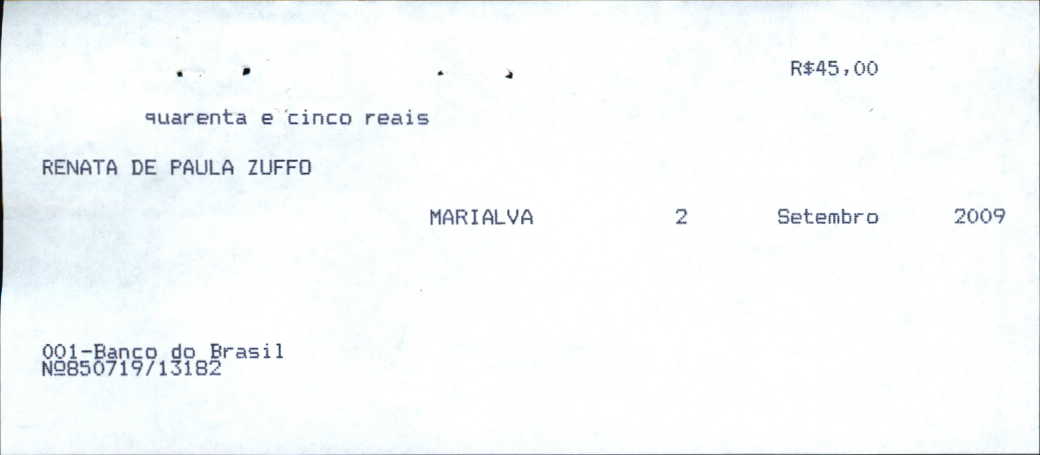 R$45,00
quarenta e cinco reais
RENATA DE PAULA ZUFFO
MARIALVA 2 Setembro 2009
001-Banco do Brasil
Nº850719/13182